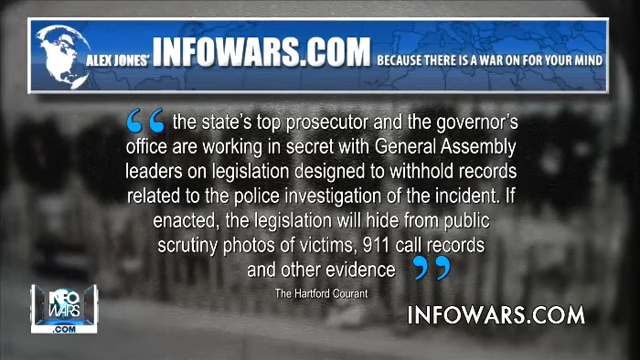 ALEX JONES' INFOWARS.COM BECAUSE THERE IS A WAR ON FOR YOUR MIND
“ the state's top prosecutor and the governor's
office are working in secret with General Assembly
leaders on legislation designed to withhold records
related to the police investigation of the incident. If
enacted, the legislation will hide from public
scrutiny photos of victims, 911 call records
and other evidence ”
The Hartford Courant
INFO
WARS
.COM
INFOWARS.COM